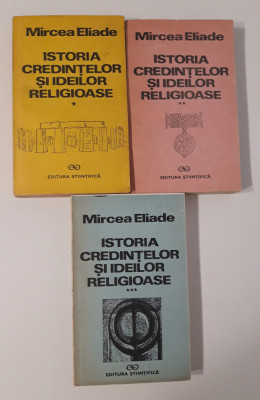 Mircea Eliade
ISTORIA
CREDINȚELOR
ȘI IDEILOR
RELIGIOASE
*
EDITURA ȘTIINȚIFICĂ
Mircea Eliade
ISTORIA
CREDINȚELOR
ȘI IDEILOR
RELIGIOASE
**
EDITURA ȘTIINȚIFICĂ
Mircea Eliade
ISTORIA
CREDINȚELOR
ȘI IDEILOR
RELIGIOASE
***
EDITURA ȘTIINȚIFICĂ